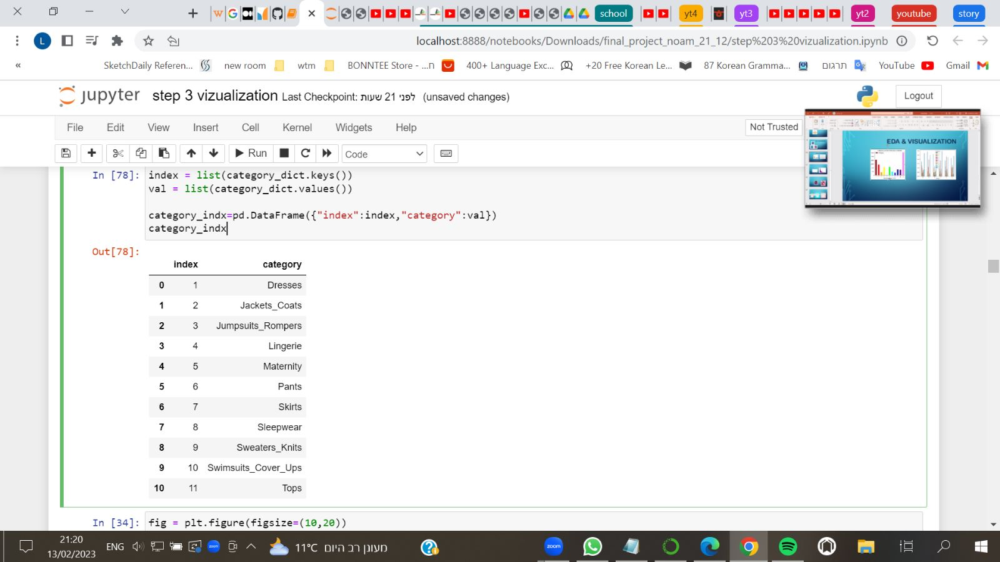 school
yt4
yt3
yt2
youtube
story
L
localhost:8888/notebooks/Downloads/final_project_noam_21_12/step%203%20vizualization.ipynb
«
SketchDaily Referen...
new room
wtm
BONNTEE Store - ...ח
400+ Language Exc...
+20 Free Korean Le...
87 Korean Gramma...
תרגום
YouTube
Gmail
jupyter
step 3 vizualization Last Checkpoint: לפני 21 שעות (unsaved changes)
Logout
File Edit View Insert Cell Kernel Widgets Help
Not Trusted
Run
Code
EDA & VISUALIZATION
In [78]: index = list(category_dict.keys())
val = list(category_dict.values())
category_indx=pd.DataFrame({"index":index,"category":val})
category_indx
Out[78]:
index category
0 1 Dresses
1 2 Jackets_Coats
2 3 Jumpsuits_Rompers
3 4 Lingerie
4 5 Maternity
5 6 Pants
6 7 Skirts
7 8 Sleepwear
8 9 Sweaters_Knits
9 10 Swimsuits_Cover_Ups
10 11 Tops
In [34]: fig = plt.figure(figsize=(10,20))
21:20
13/02/2023
ENG
zoom
11°C מעונן רב היום
zoom